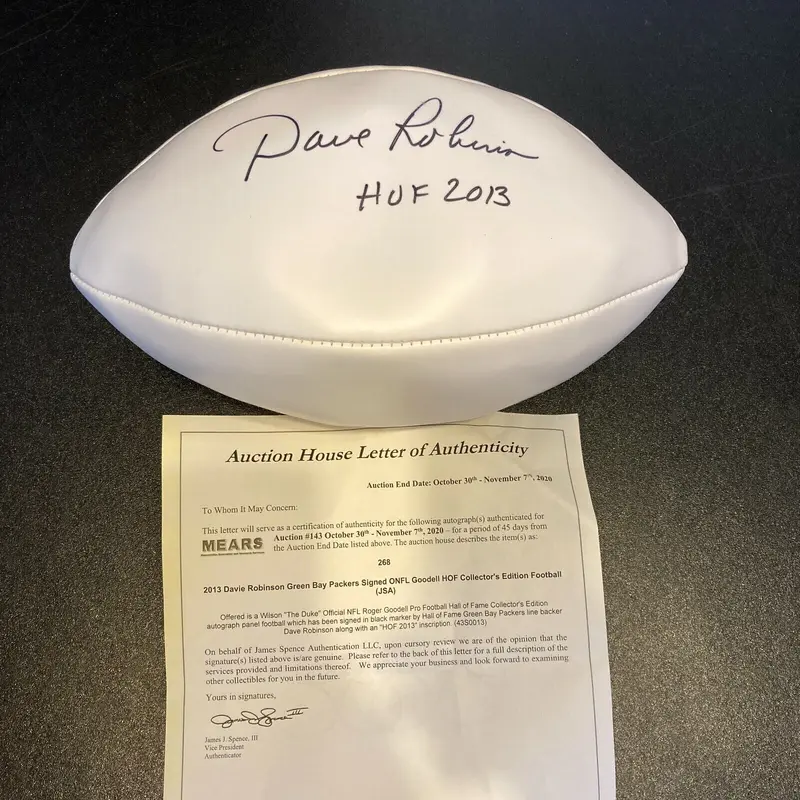 Dave Robinson
HOF 2013
Auction House Letter of Authenticity
Auction End Date: October 30th - November 7th, 2020
To Whom It May Concern:
This letter will serve as a certification of authenticity for the following autograph(s) authenticated for
MEARS Auction #143 October 30th - November 7th, 2020 – for a period of 45 days from
the Auction End Date listed above. The auction house describes the item(s) as:
268
2013 Davie Robinson Green Bay Packers Signed ONFL Goodell HOF Collector's Edition Football
(JSA)
Offered is a Wilson "The Duke" Official NFL Roger Goodell Pro Football Hall of Fame Collector's Edition
autograph panel football which has been signed in black marker by Hall of Fame Green Bay Packers line backer
Dave Robinson along with an "HOF 2013" inscription. (43S0013)
On behalf of James Spence Authentication LLC, upon cursory review we are of the opinion that the
signature(s) listed above is/are genuine. Please refer to the back of this letter for a full description of the
services provided and limitations thereof. We appreciate your business and look forward to examining
other collectibles for you in the future.
Yours in signatures,
James J. Spence, III
Vice President
Authenticator